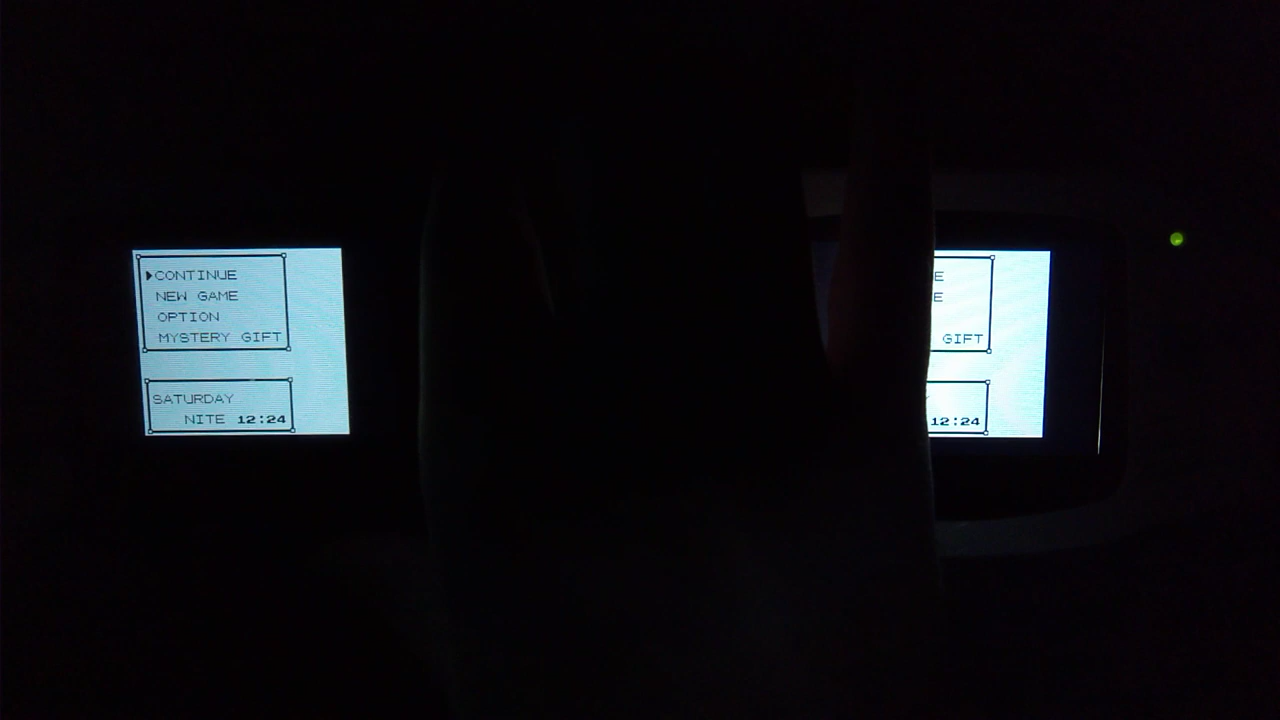 CONTINUE
NEW GAME
OPTION
MYSTERY GIFT
SATURDAY
NITE 12:24
E
E
GIFT
12:24